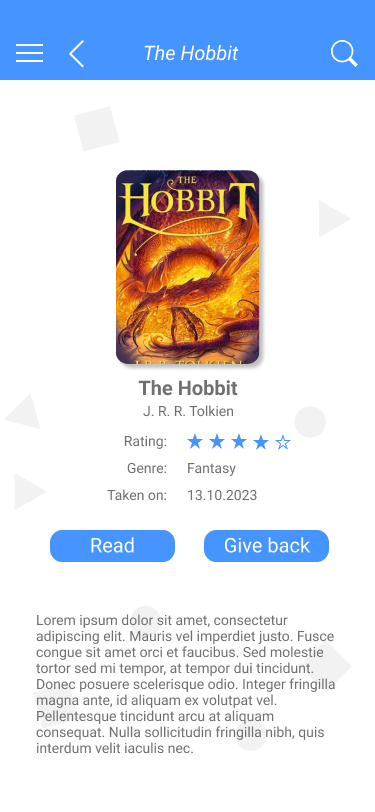 The Hobbit
THE
HOBBIT
The Hobbit
J. R. R. Tolkien
Rating:
Genre: Fantasy
Taken on: 13.10.2023
Read Give back
Lorem ipsum dolor sit amet, consectetur
adipiscing elit. Mauris vel imperdiet justo. Fusce
congue sit amet orci et faucibus. Sed molestie
tortor sed mi tempor, at tempor dui tincidunt.
Donec posuere scelerisque odio. Integer fringilla
magna ante, id aliquam ex volutpat vel.
Pellentesque tincidunt arcu at aliquam
consequat. Nulla sollicitudin fringilla nibh, quis
interdum velit iaculis nec.